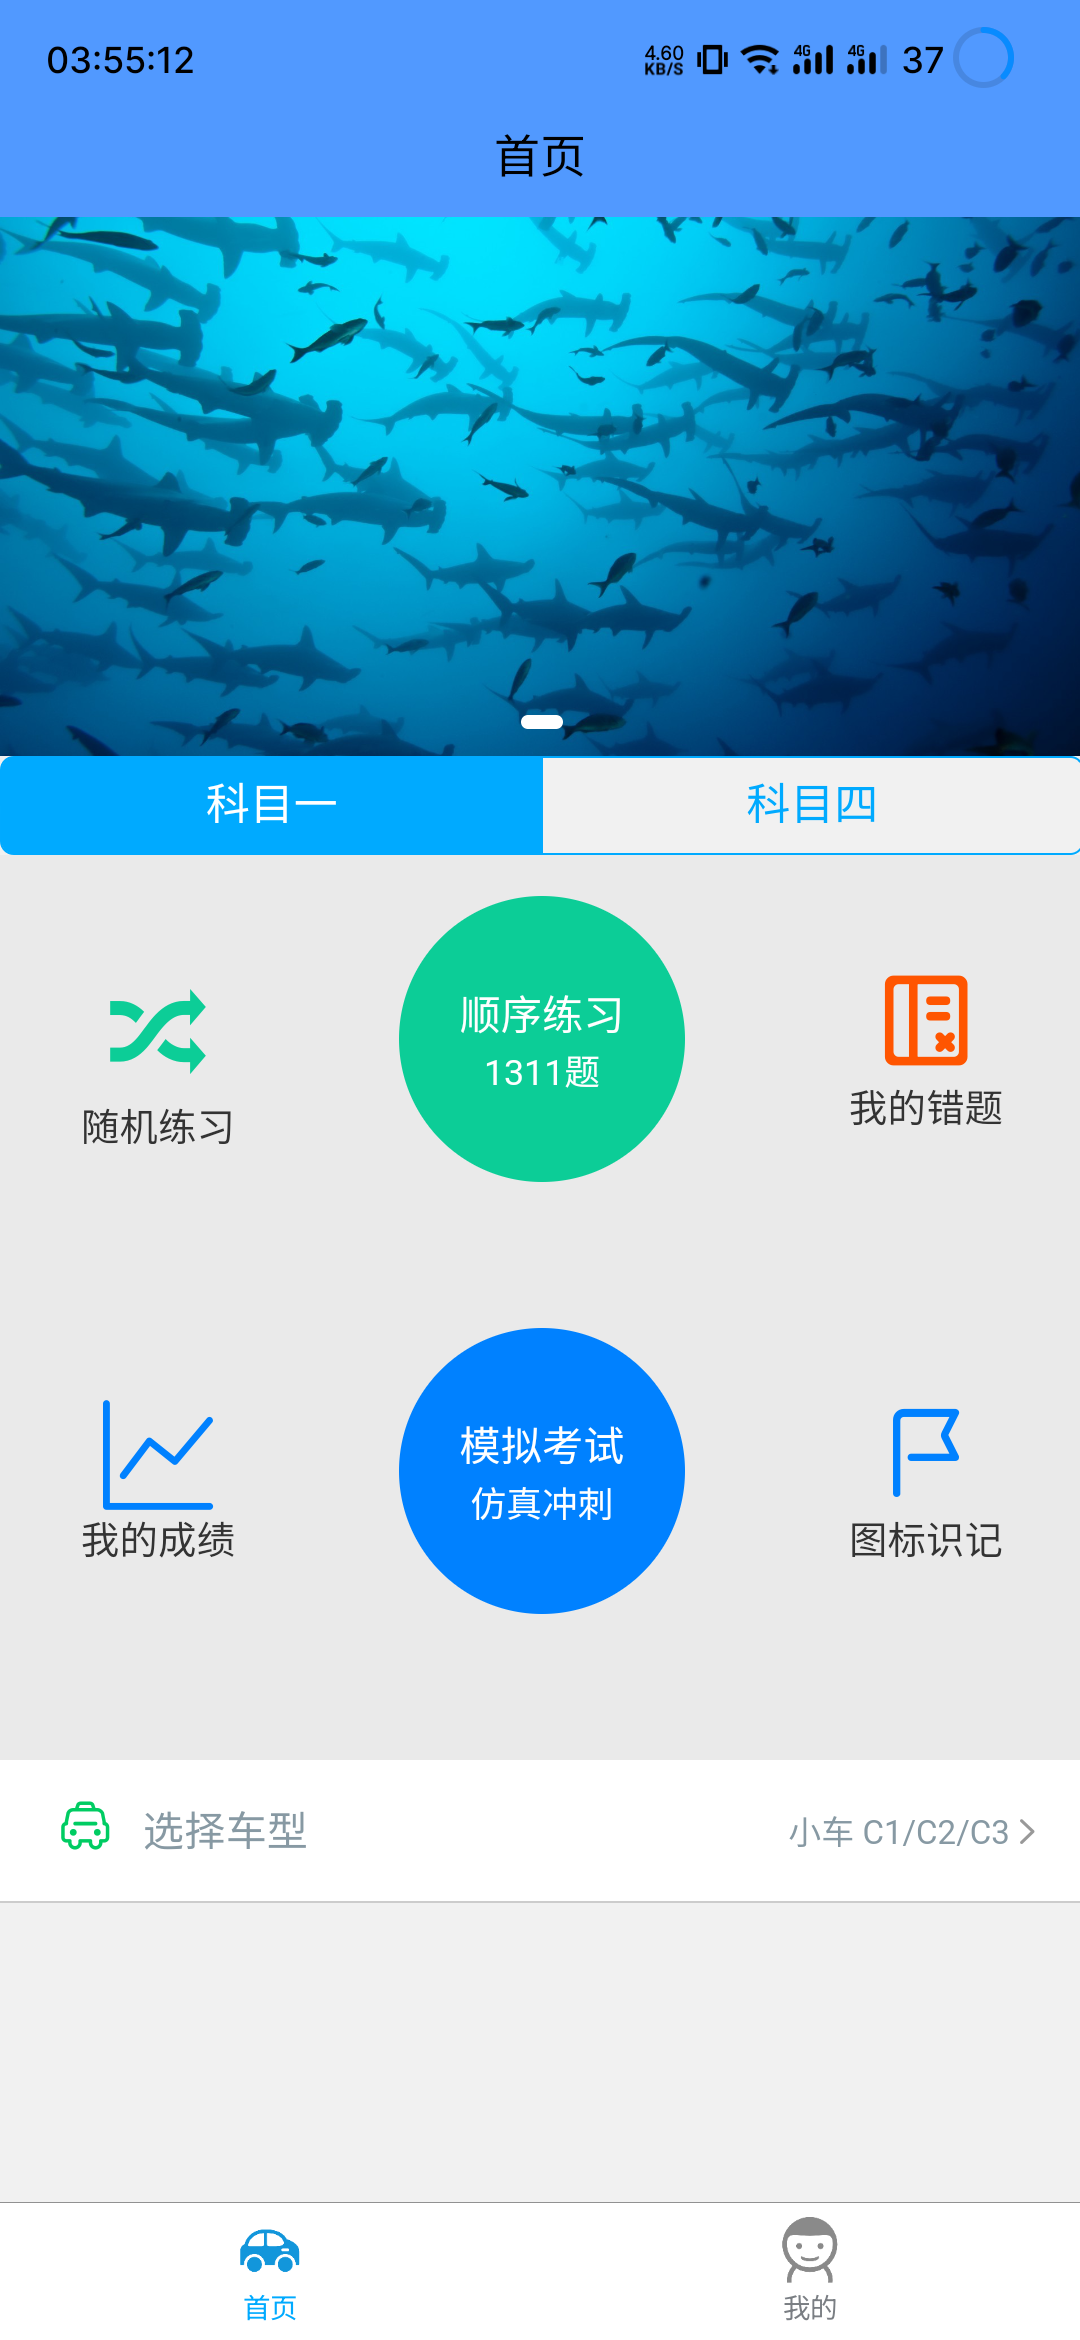 03:55:12
4.60 KB/S
4G
4G
37
首页
科目一
科目四
顺序练习
1311题
随机练习
我的错题
模拟考试
仿真冲刺
我的成绩
图标识记
选择车型
小车 C1/C2/C3
首页
我的